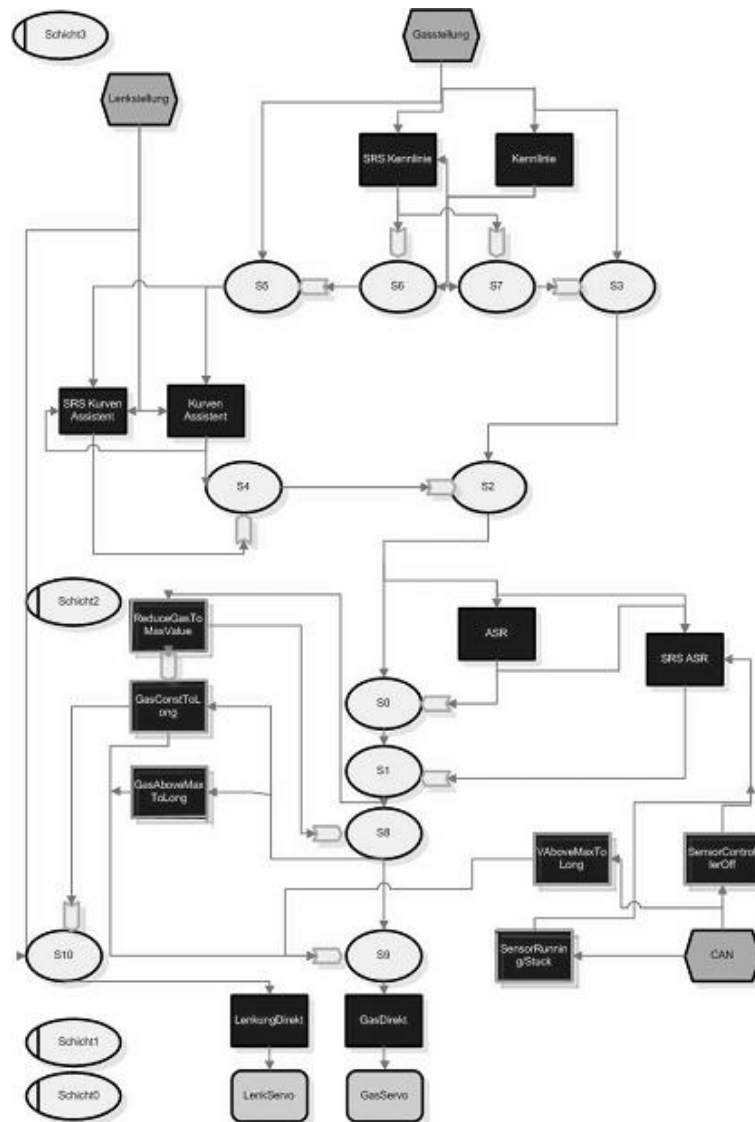 Schicht3
Gasstellung
Lenkstellung
SRS Kennlinie
Kennlinie
S5
S6
S7
S3
SRS Kurven
Assistent
Kurven
Assistent
S4
S2
Schicht2
ReduceGasTo
MaxValue
ASR
SRS ASR
GasConstToL
ong
S0
S1
GasAboveMax
ToLong
S8
VAboveMaxTo
Long
SensorControl
lerOff
S10
S9
SensorRunnin
g/Stuck
CAN
LenkungDirekt
GasDirekt
Schicht1
Schicht0
LenkServo
GasServo